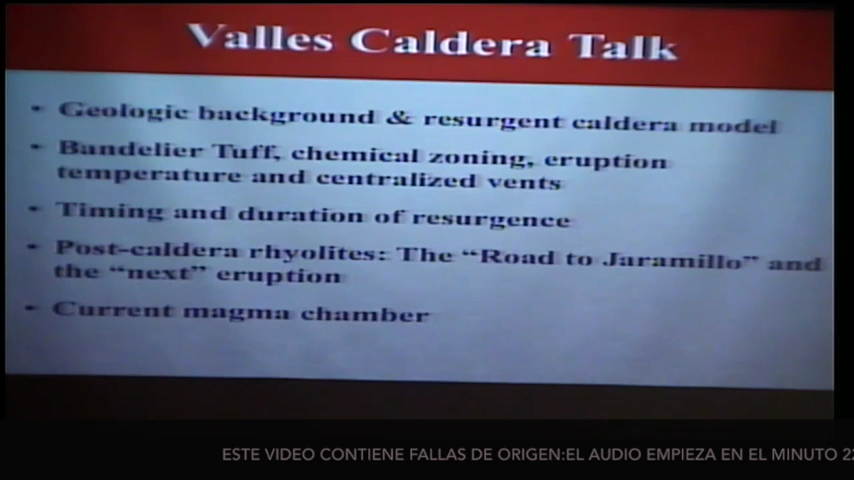 Valles Caldera Talk
• Geologic background & resurgent caldera model
• Bandelier Tuff, chemical zoning, eruption
temperature and centralized vents
• Timing and duration of resurgence
• Post-caldera rhyolites: The “Road to Jaramillo” and
the “next” eruption
• Current magma chamber
ESTE VIDEO CONTIENE FALLAS DE ORIGEN:EL AUDIO EMPIEZA EN EL MINUTO 22